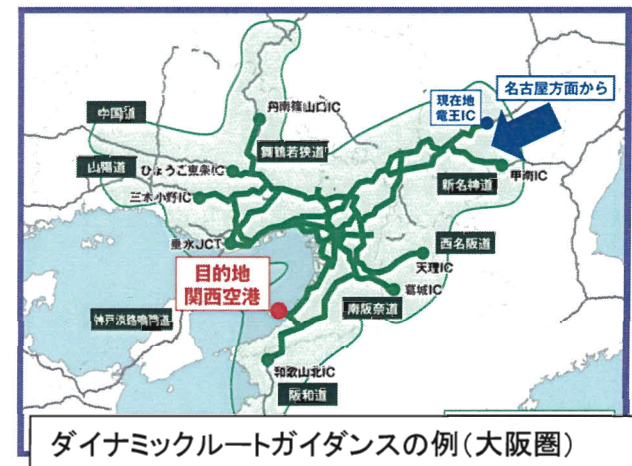 名古屋方面から
現在地
竜王IC
丹南篠山口IC
中国道
舞鶴若狭道
山陽道
ひょうご東条IC
新名神道
甲南IC
三木小野IC
垂水JCT
西名阪道
天理IC
目的地
関西空港
葛城IC
南阪奈道
神戸淡路鳴門道
和歌山北IC
阪和道
ダイナミックルートガイダンスの例(大阪圏)